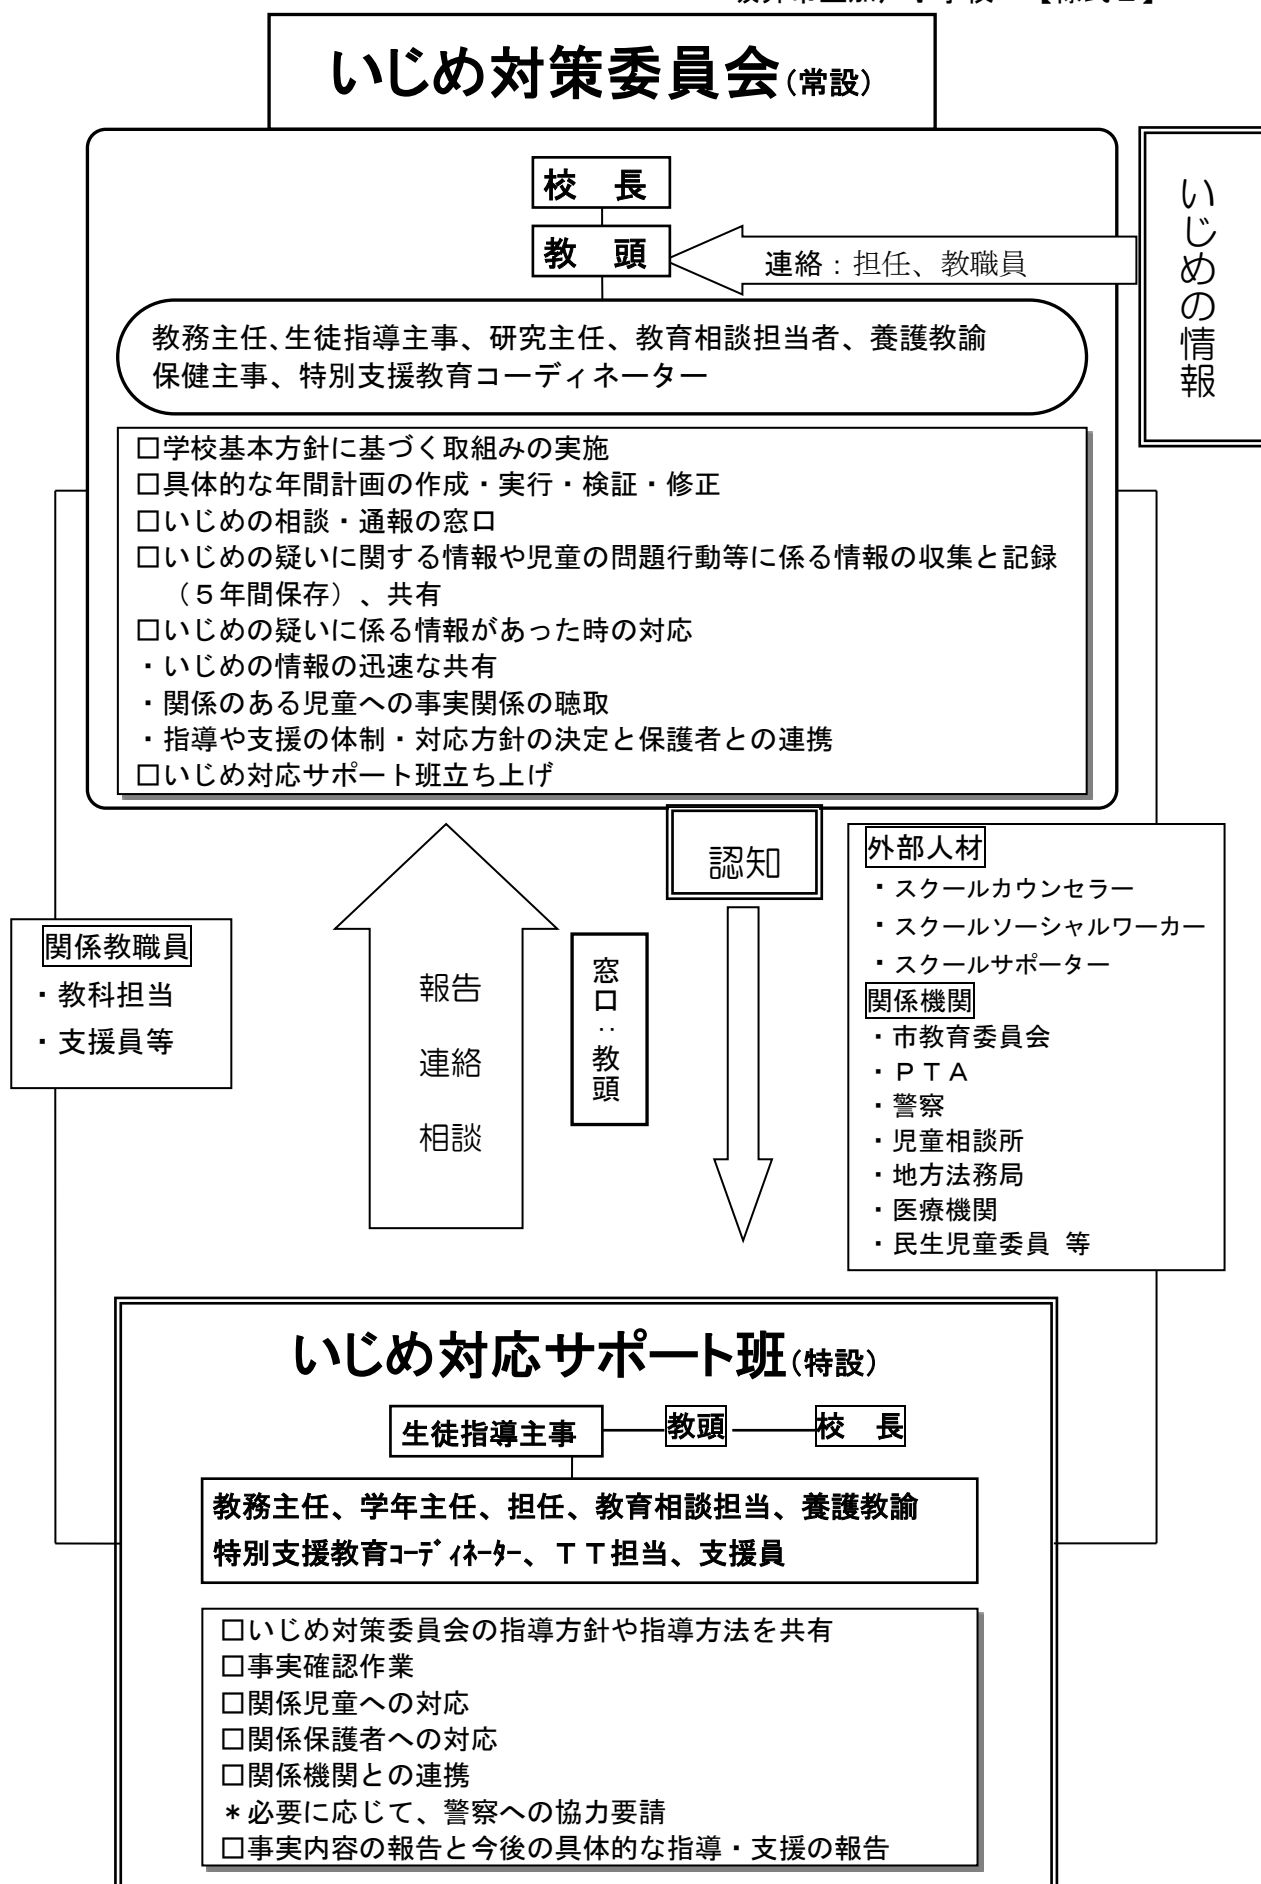 いじめ対策委員会(常設)
校　長
教　頭
連絡：担任、教職員
いじめの情報
教務主任、生徒指導主事、研究主任、教育相談担当者、養護教諭
保健主事、特別支援教育コーディネーター
□学校基本方針に基づく取組みの実施
□具体的な年間計画の作成・実行・検証・修正
□いじめの相談・通報の窓口
□いじめの疑いに関する情報や児童の問題行動等に係る情報の収集と記録
（５年間保存）、共有
□いじめの疑いに係る情報があった時の対応
・いじめの情報の迅速な共有
・関係のある児童への事実関係の聴取
・指導や支援の体制・対応方針の決定と保護者との連携
□いじめ対応サポート班立ち上げ
認知
外部人材
・スクールカウンセラー
・スクールソーシャルワーカー
・スクールサポーター
関係機関
・市教育委員会
・ＰＴＡ
・警察
・児童相談所
・地方法務局
・医療機関
・民生児童委員 等
関係教職員
・教科担当
・支援員等
報告
連絡
相談
窓口：教頭
いじめ対応サポート班(特設)
生徒指導主事
教頭
校　長
教務主任、学年主任、担任、教育相談担当、養護教諭
特別支援教育ｺｰﾃﾞｨﾈｰﾀｰ、ＴＴ担当、支援員
□いじめ対策委員会の指導方針や指導方法を共有
□事実確認作業
□関係児童への対応
□関係保護者への対応
□関係機関との連携
＊必要に応じて、警察への協力要請
□事実内容の報告と今後の具体的な指導・支援の報告